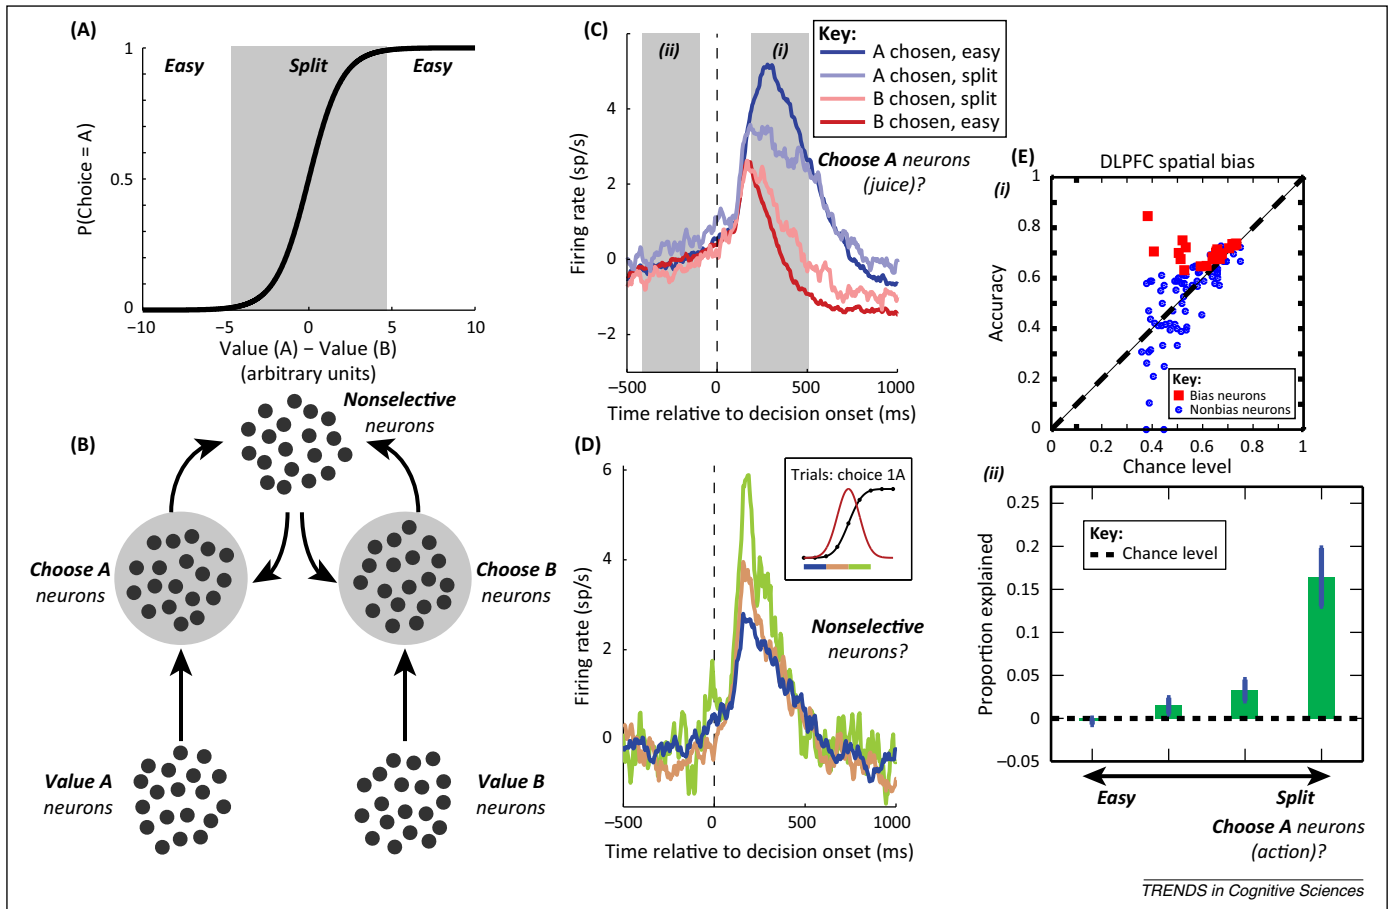 (A)
Easy
Split
Easy
P(Choice = A)
1
0.5
0
−10
−5
0
5
10
Value (A) − Value (B)
(arbitrary units)
(B)
Nonselective
neurons
Choose A
neurons
Choose B
neurons
Value A
neurons
Value B
neurons
(C)
(ii)
(i)
Key:
A chosen, easy
A chosen, split
B chosen, split
B chosen, easy
Choose A neurons
(juice)?
Firing rate (sp/s)
4
2
0
−2
−500
0
500
1000
Time relative to decision onset (ms)
(D)
Trials: choice 1A
Nonselective
neurons?
Firing rate (sp/s)
6
4
2
0
-500
0
500
1000
Time relative to decision onset (ms)
(E)
DLPFC spatial bias
(i)
Accuracy
1
0.8
0.6
0.4
0.2
0
0
0.2
0.4
0.6
0.8
1
Chance level
Key:
Bias neurons
Nonbias neurons
(ii)
Proportion explained
0.25
0.2
0.15
0.1
0.05
0
−0.05
Key:
Chance level
Easy
Split
Choose A neurons
(action)?
TRENDS in Cognitive Sciences